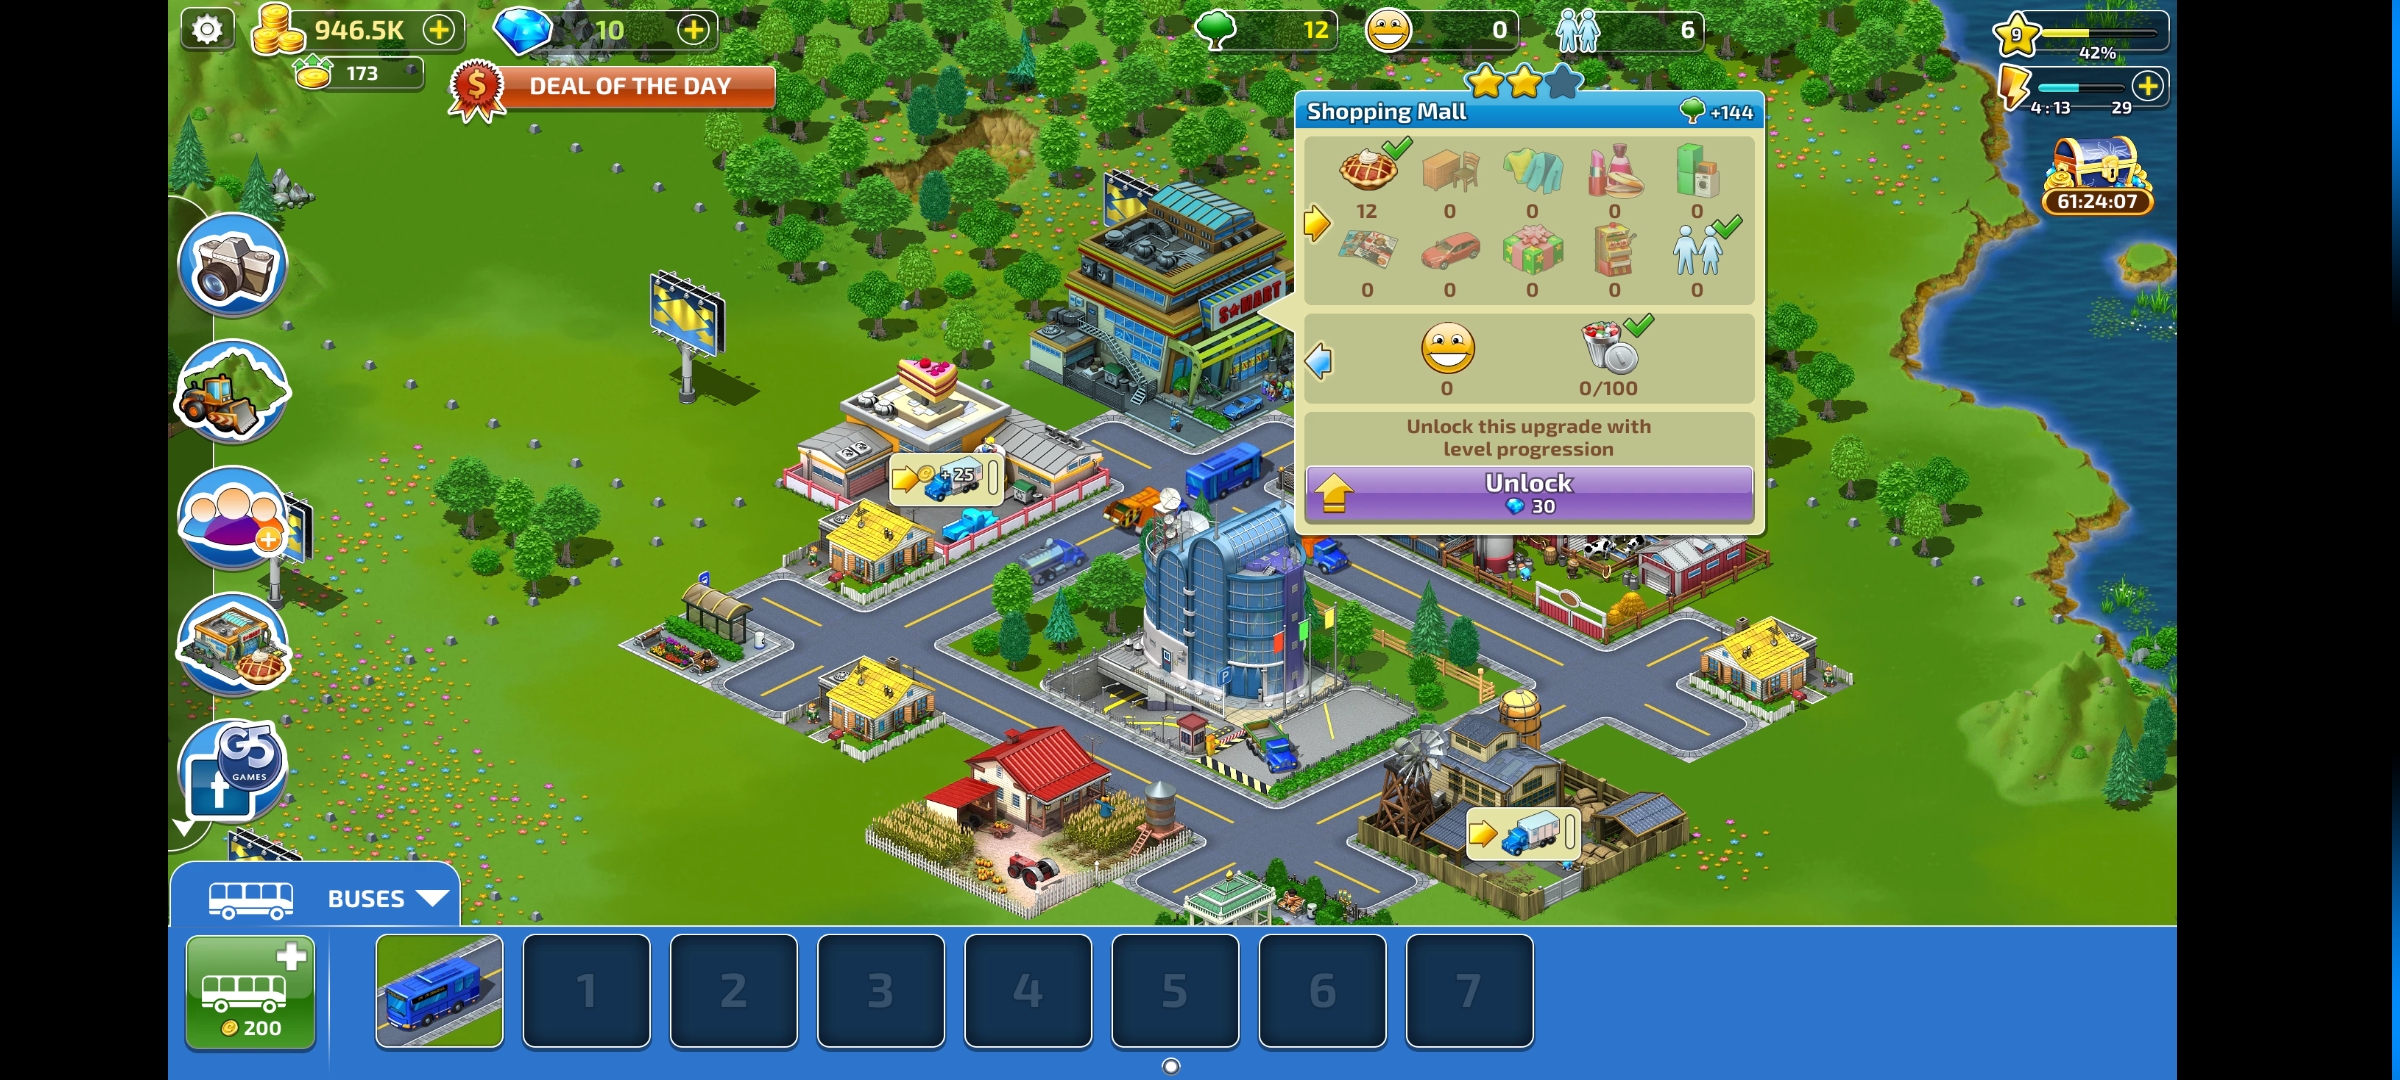 946.5K
10
12
0
6
9
42%
173
DEAL OF THE DAY
4:13
29
61:24:07
Shopping Mall
+144
12
0
0
0
0
0
0
0
0
0
0
0/100
Unlock this upgrade with
level progression
Unlock
30
S★MART
+25
P
G5
GAMES
f
BUSES
200
1
2
3
4
5
6
7